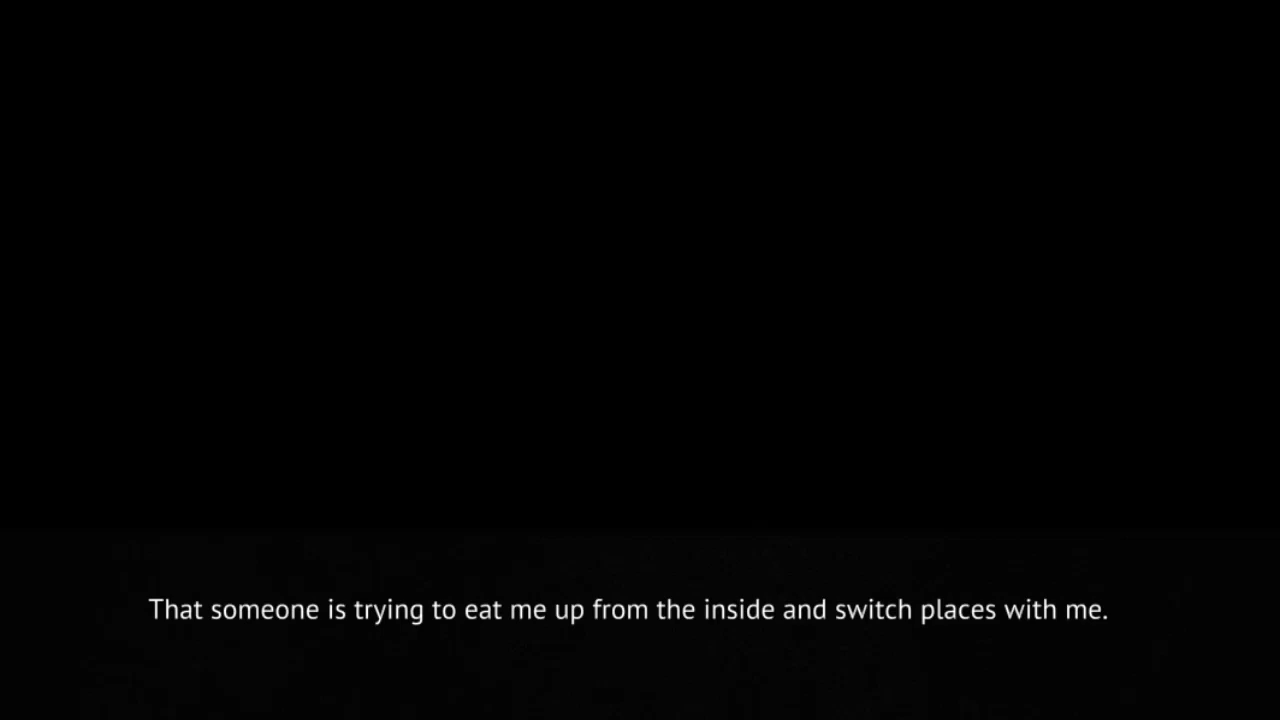 That someone is trying to eat me up from the inside and switch places with me.